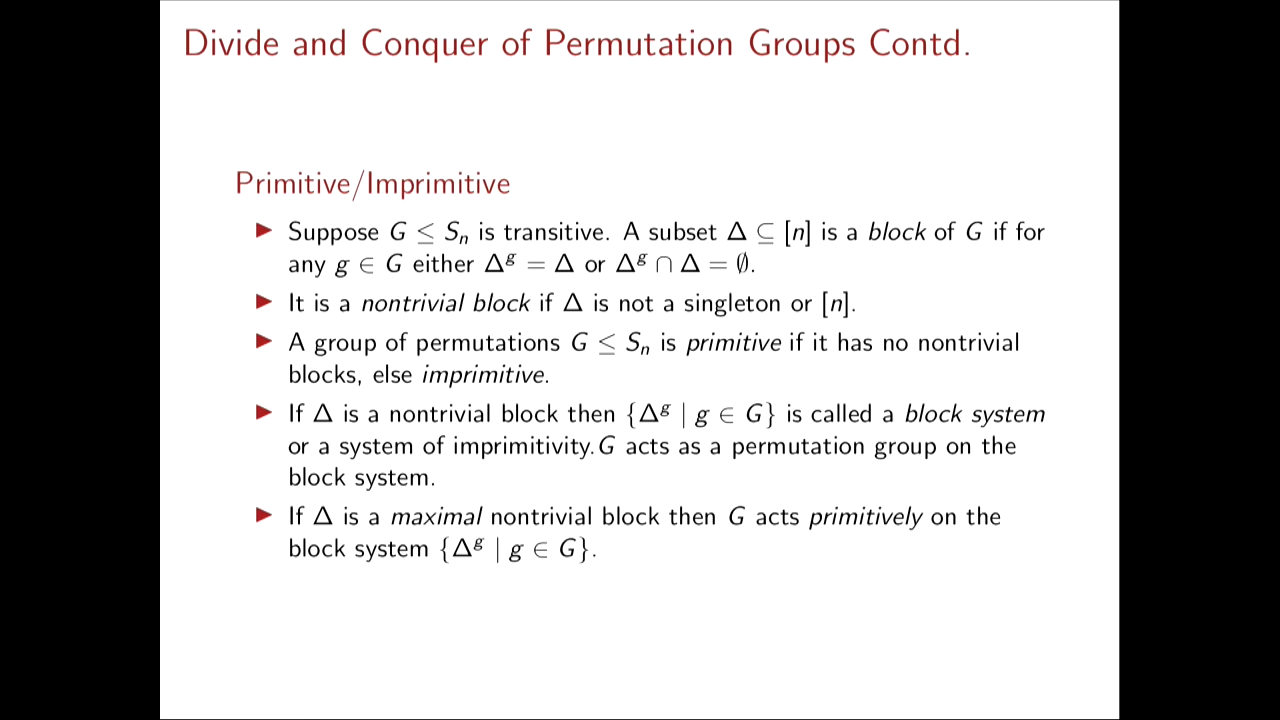 Divide and Conquer of Permutation Groups Contd.
Primitive/Imprimitive
▶ Suppose G ≤ Sₙ is transitive. A subset Δ ⊆ [n] is a block of G if for
any g ∈ G either Δᵍ = Δ or Δᵍ ∩ Δ = ∅.
▶ It is a nontrivial block if Δ is not a singleton or [n].
▶ A group of permutations G ≤ Sₙ is primitive if it has no nontrivial
blocks, else imprimitive.
▶ If Δ is a nontrivial block then {Δᵍ | g ∈ G} is called a block system
or a system of imprimitivity. G acts as a permutation group on the
block system.
▶ If Δ is a maximal nontrivial block then G acts primitively on the
block system {Δᵍ | g ∈ G}.